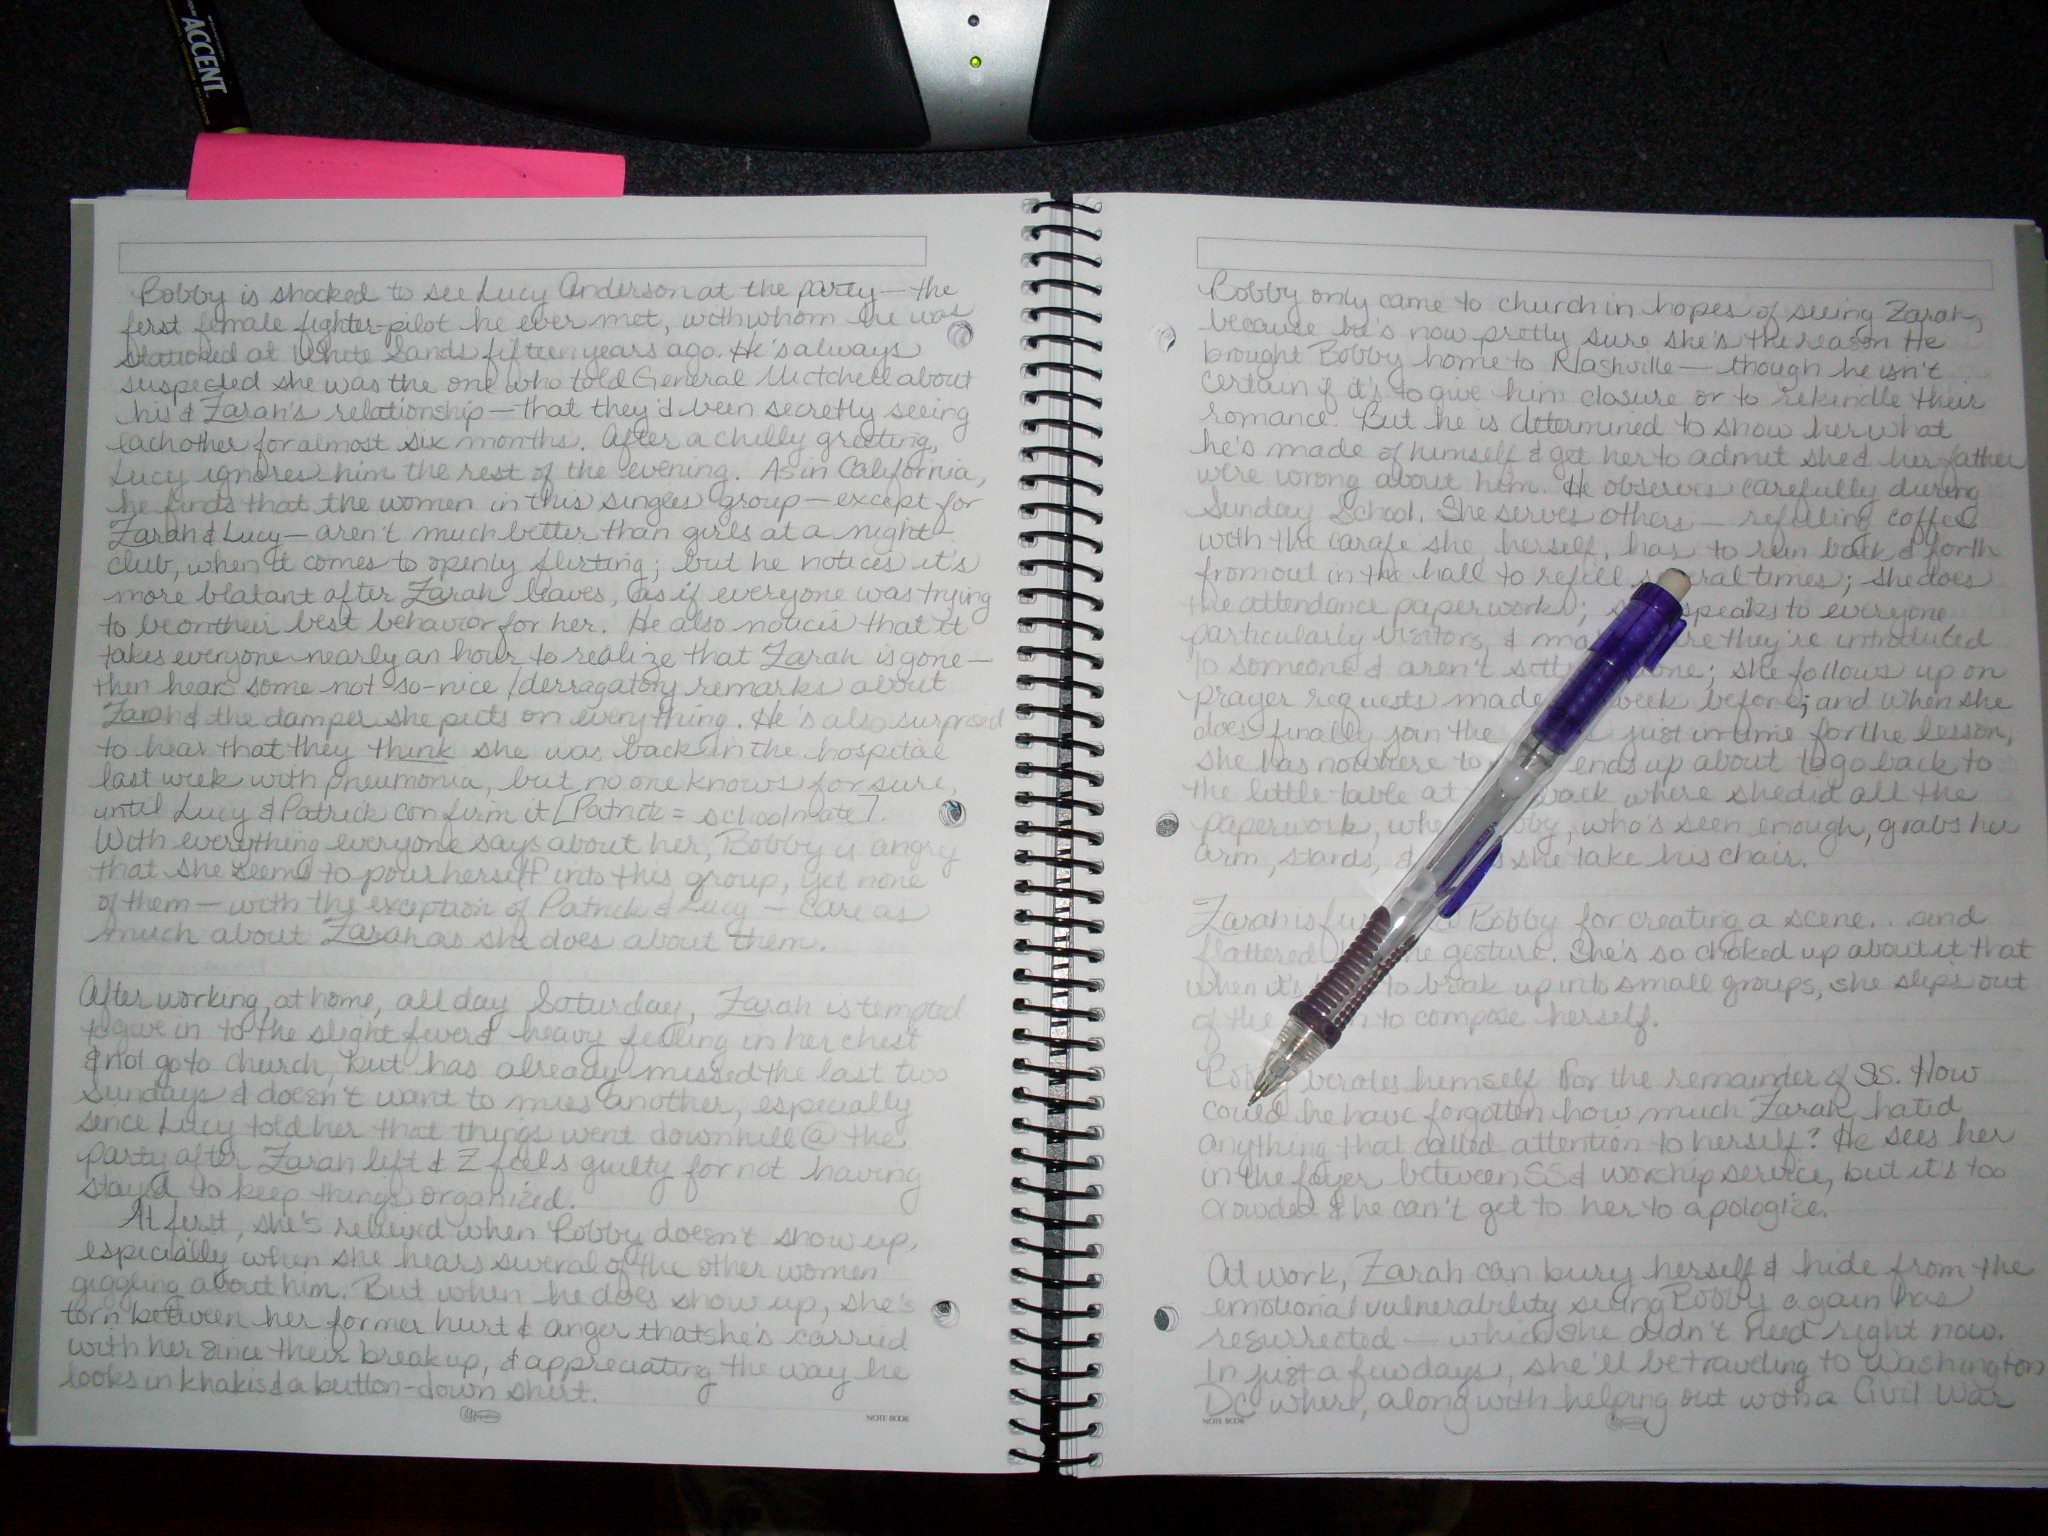 ACCENT
Bobby is shocked to see Lucy Anderson at the party — the
first female fighter-pilot he ever met, with whom he was
stationed at White Sands fifteen years ago. He's always
suspected she was the one who told General Mitchell about
his & Zarah's relationship — that they'd been secretly seeing
eachother for almost six months. After a chilly greeting,
Lucy ignores him the rest of the evening. As in California,
he finds that the women in this singles group — except for
Zarah & Lucy — aren't much better than girls at a night-
club, when it comes to openly flirting; but he notices it's
more blatant after Zarah leaves, as if everyone was trying
to be on their best behavior for her. He also notices that it
takes everyone nearly an hour to realize that Zarah is gone —
then hears some not-so-nice/derragatory remarks about
Zarah & the damper she puts on everything. He's also surprised
to hear that they think she was back in the hospital
last week with pneumonia, but no one knows for sure,
until Lucy & Patrick confirm it [Patrick = schoolmate].
With everything everyone says about her, Bobby is angry
that she seems to pour herself into this group, yet none
of them — with the exception of Patrick & Lucy — care as
much about Zarah as she does about them.
After working, at home, all day Saturday, Zarah is tempted
to give in to the slight fever & heavy feeling in her chest
& not go to church, but has already missed the last two
Sundays & doesn't want to miss another, especially
since Lucy told her that things went downhill @ the
party after Zarah left & Z feels guilty for not having
stayed to keep things organized.
At first, she's relieved when Bobby doesn't show up,
especially when she hears several of the other women
giggling about him. But when he does show up, she's
torn between her former hurt & anger that she's carried
with her since their breakup, & appreciating the way he
looks in khakis & a button-down shirt.
NOTE BOOK
Bobby only came to church in hopes of seeing Zarah,
because he's now pretty sure she's the reason He
brought Bobby home to Nashville — though he isn't
certain if it's to give him closure or to rekindle their
romance. But he is determined to show her what
he's made of himself & get her to admit she & her father
were wrong about him. He observes carefully during
Sunday School. She serves others — refilling coffee
with the carafe she, herself, has to run back & forth
from out in the hall to refill several times; she does
the attendance paperwork; speaks to everyone
particularly visitors, & they're introduced
to someone & aren't; she follows up on
prayer requests made week before; and when she
does finally join the just in time for the lesson,
she has nowhere to ends up about to go back to
the little table at back where she did all the
paperwork, Bobby, who's seen enough, grabs her
arm, stands, & she take his chair.
Zarah is Bobby for creating a scene... and
flattered gesture. She's so choked up about it that
when it's to break up into small groups, she slips out
of the to compose herself.
Bobby berates himself for the remainder of SS. How
could he have forgotten how much Zarah hated
anything that called attention to herself? He sees her
in the foyer between SS & worship service, but it's too
crowded & he can't get to her to apologize.
At work, Zarah can bury herself & hide from the
emotional vulnerability seeing Bobby again has
resurrected — which she didn't need right now.
In just a few days, she'll be traveling to Washington
DC where, along with helping out with a Civil War
NOTE BOOK